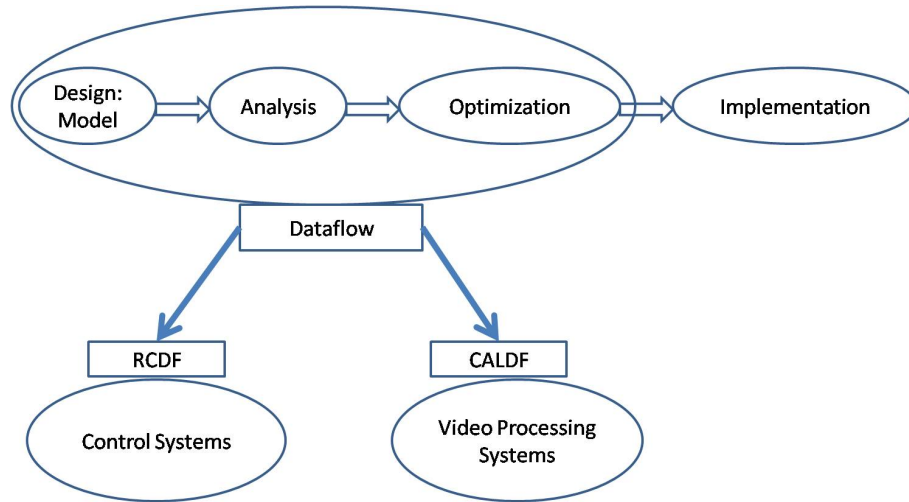 Design:
Model
Analysis
Optimization
Implementation
Dataflow
RCDF
CALDF
Control Systems
Video Processing
Systems